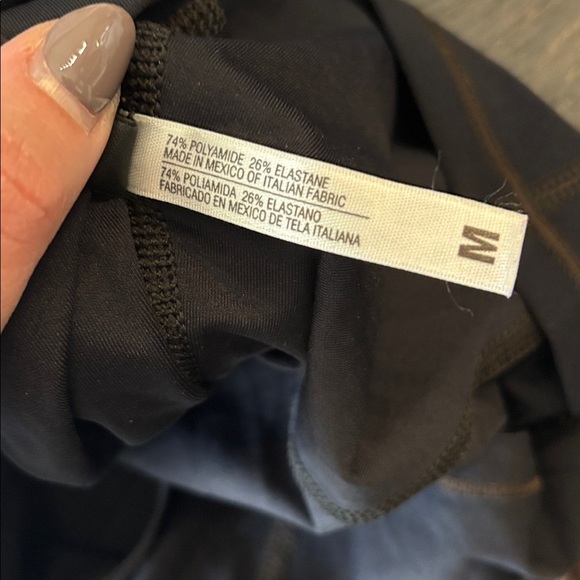 74% POLYAMIDE 26% ELASTANE
MADE IN MEXICO OF ITALIAN FABRIC
74% POLIAMIDA 26% ELASTANO
FABRICADO EN MEXICO DE TELA ITALIANA
M